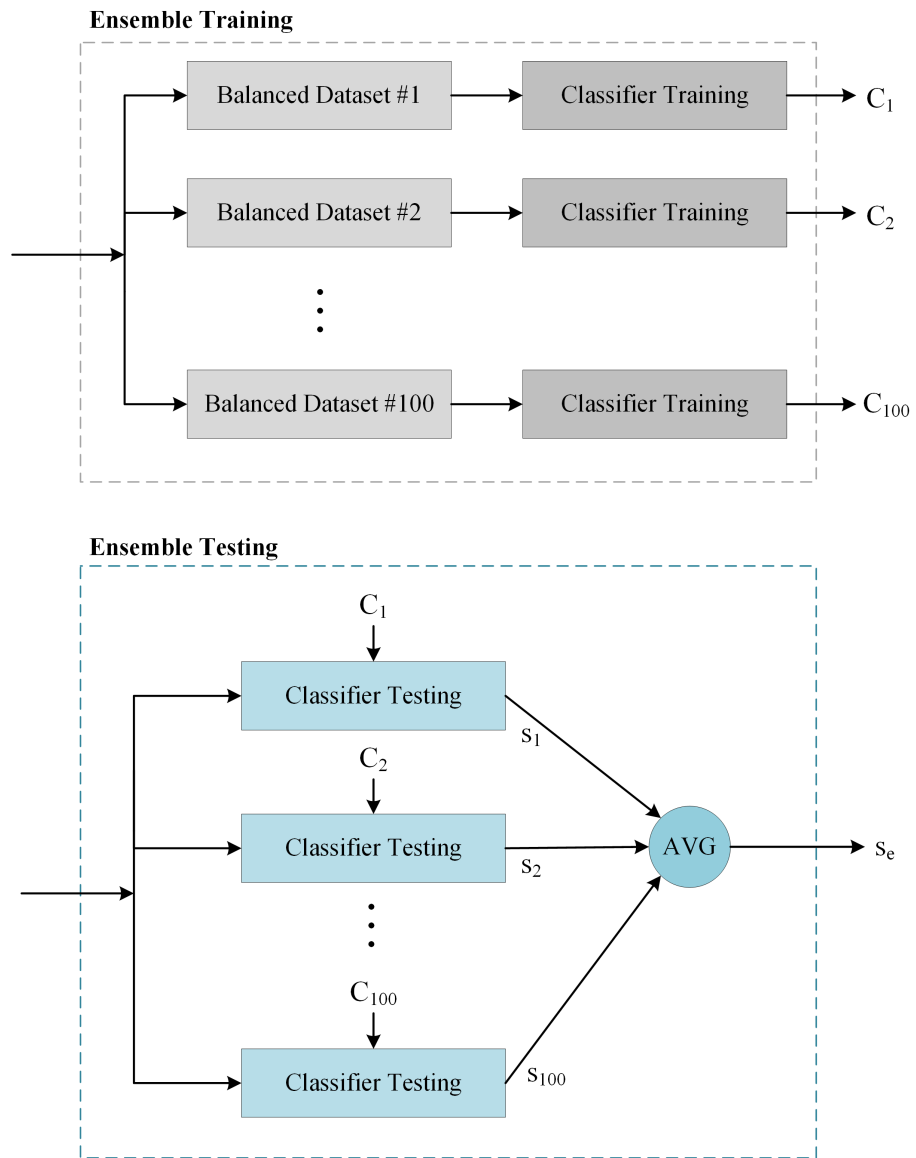 Ensemble Training
Balanced Dataset #1
Classifier Training
C₁
Balanced Dataset #2
Classifier Training
C₂
Balanced Dataset #100
Classifier Training
C₁₀₀
Ensemble Testing
C₁
Classifier Testing
s₁
C₂
Classifier Testing
s₂
AVG
sₑ
C₁₀₀
Classifier Testing
s₁₀₀